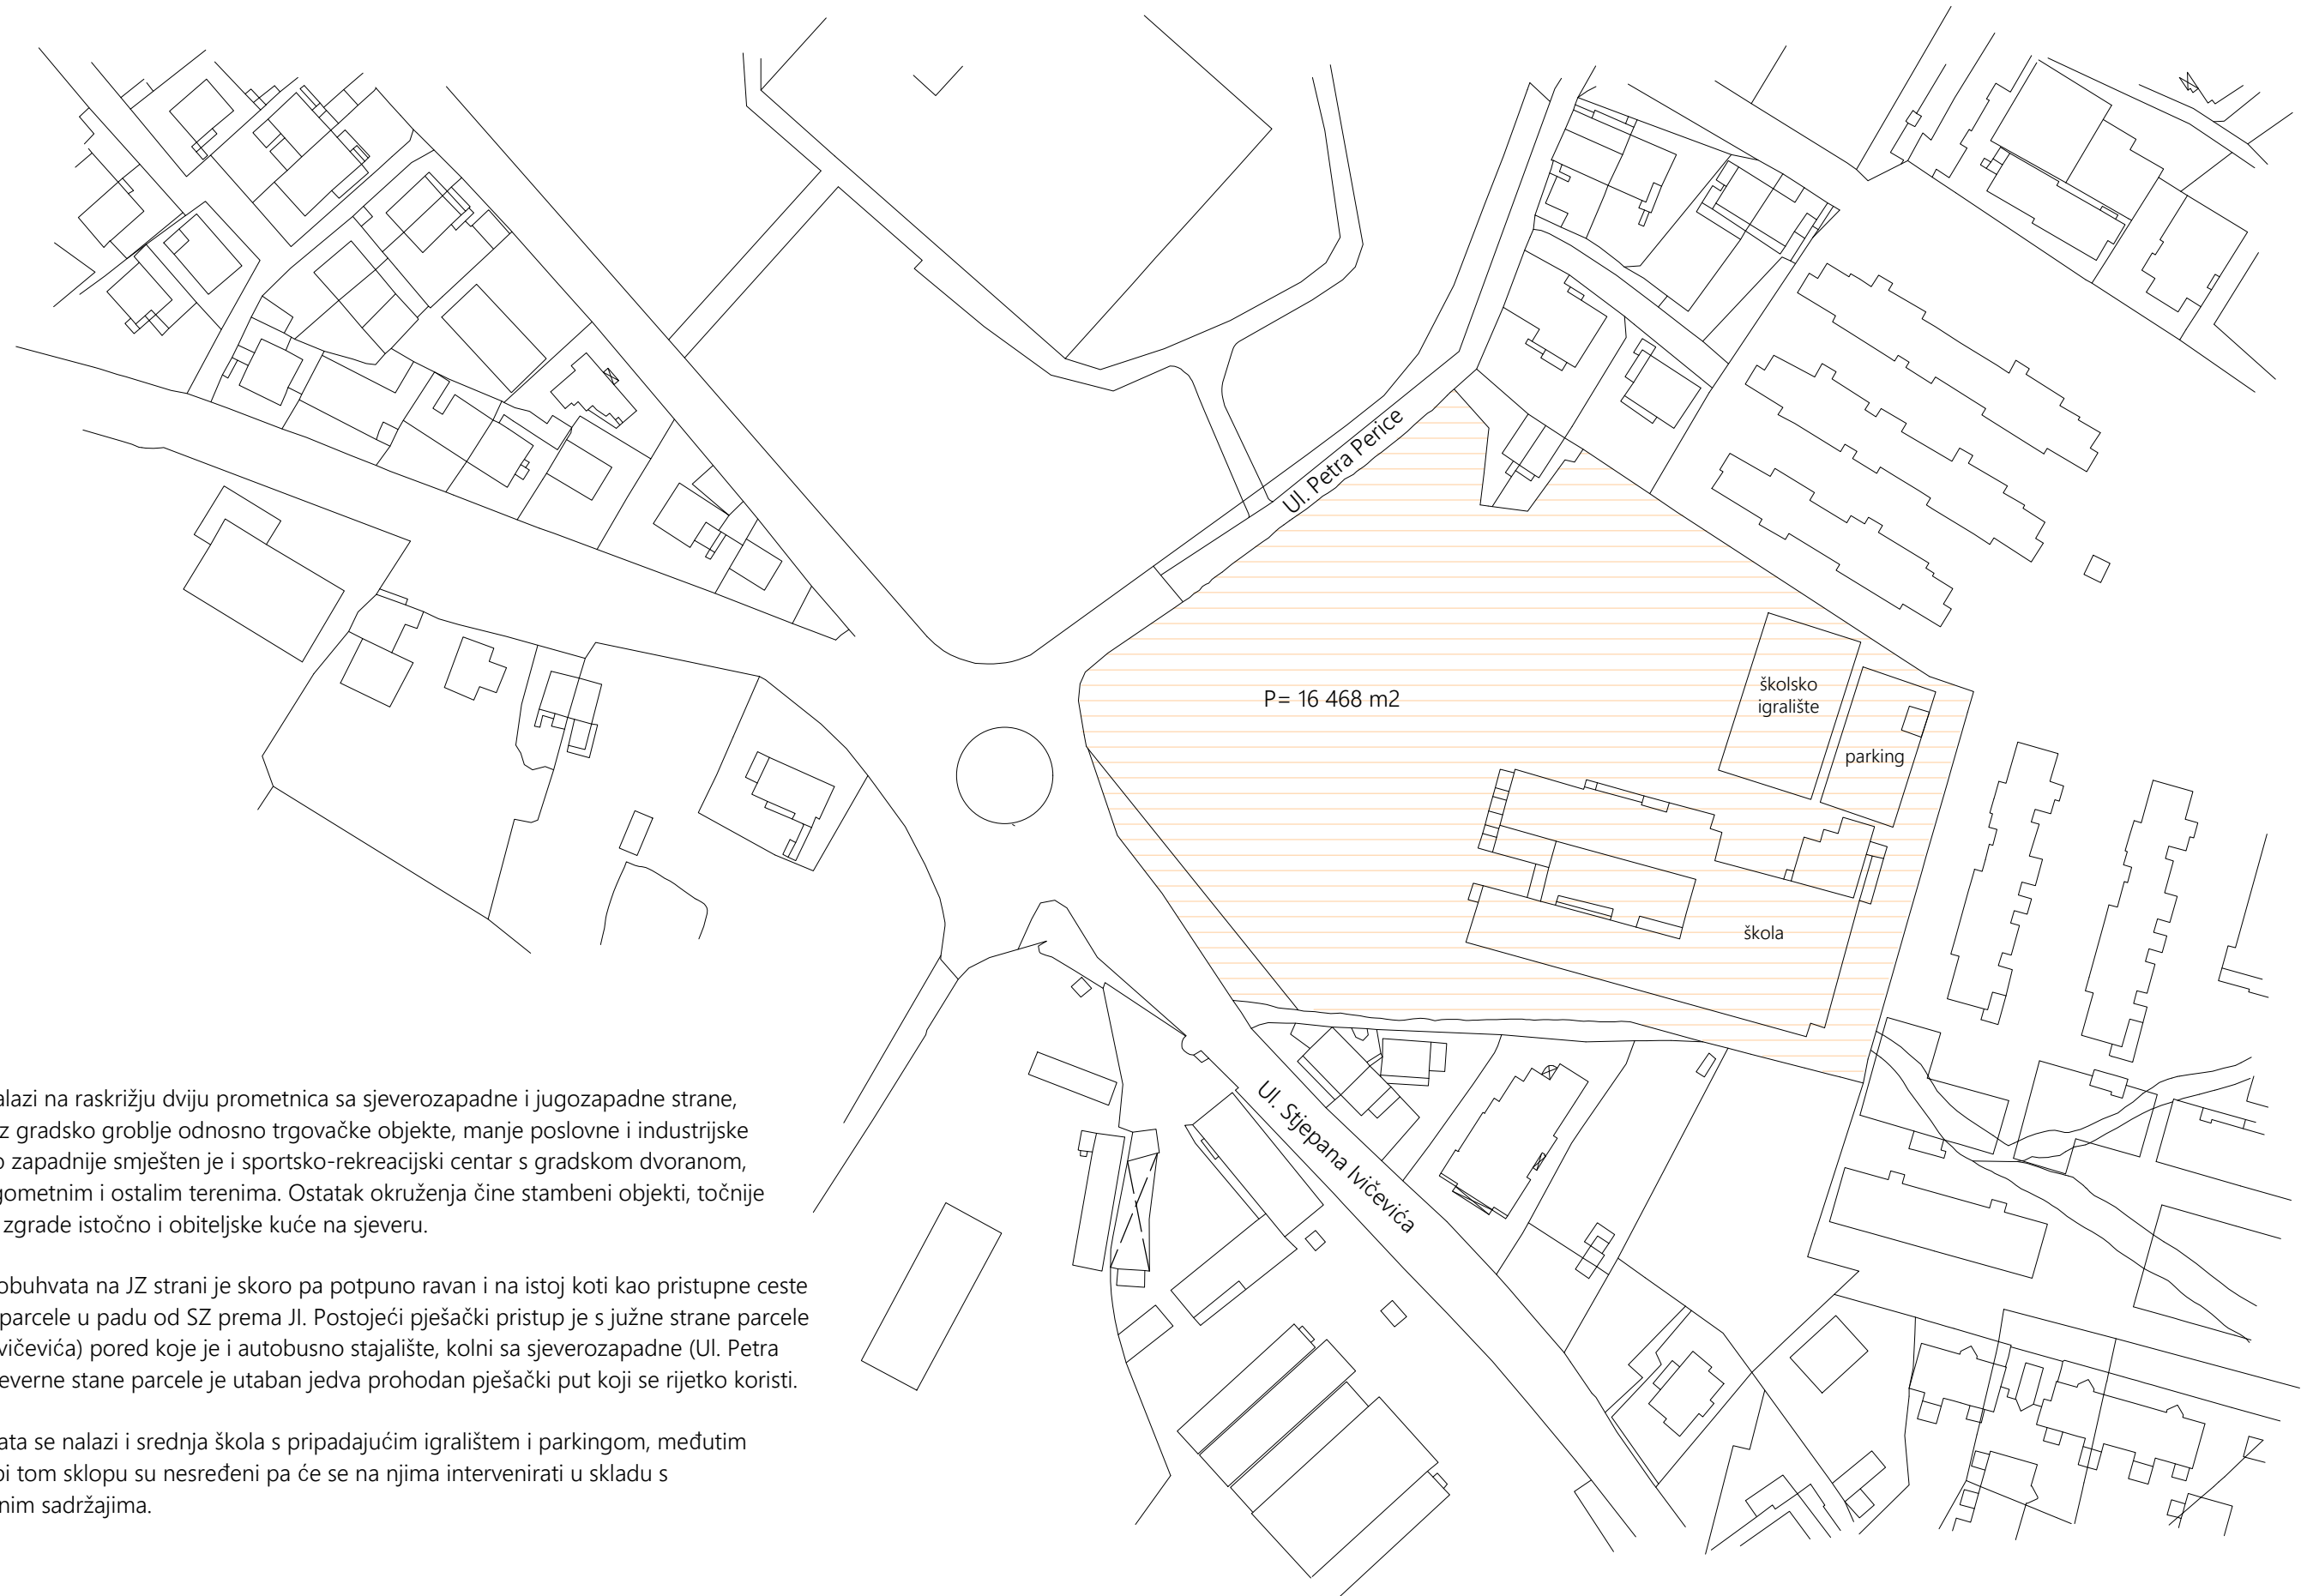 Ul. Petra Perice
P= 16 468 m2
školsko
igralište
parking
škola
Ul. Stjepana Ivičevića
nalazi na raskrižju dviju prometnica sa sjeverozapadne i jugozapadne strane,
z gradsko groblje odnosno trgovačke objekte, manje poslovne i industrijske
o zapadnije smješten je i sportsko-rekreacijski centar s gradskom dvoranom,
gometnim i ostalim terenima. Ostatak okruženja čine stambeni objekti, točnije
zgrade istočno i obiteljske kuće na sjeveru.
obuhvata na JZ strani je skoro pa potpuno ravan i na istoj koti kao pristupne ceste
parcele u padu od SZ prema JI. Postojeći pješački pristup je s južne strane parcele
vičevića) pored koje je i autobusno stajalište, kolni sa sjeverozapadne (Ul. Petra
everne stane parcele je utaban jedva prohodan pješački put koji se rijetko koristi.
ata se nalazi i srednja škola s pripadajućim igralištem i parkingom, međutim
bi tom sklopu su nesređeni pa će se na njima intervenirati u skladu s
nim sadržajima.